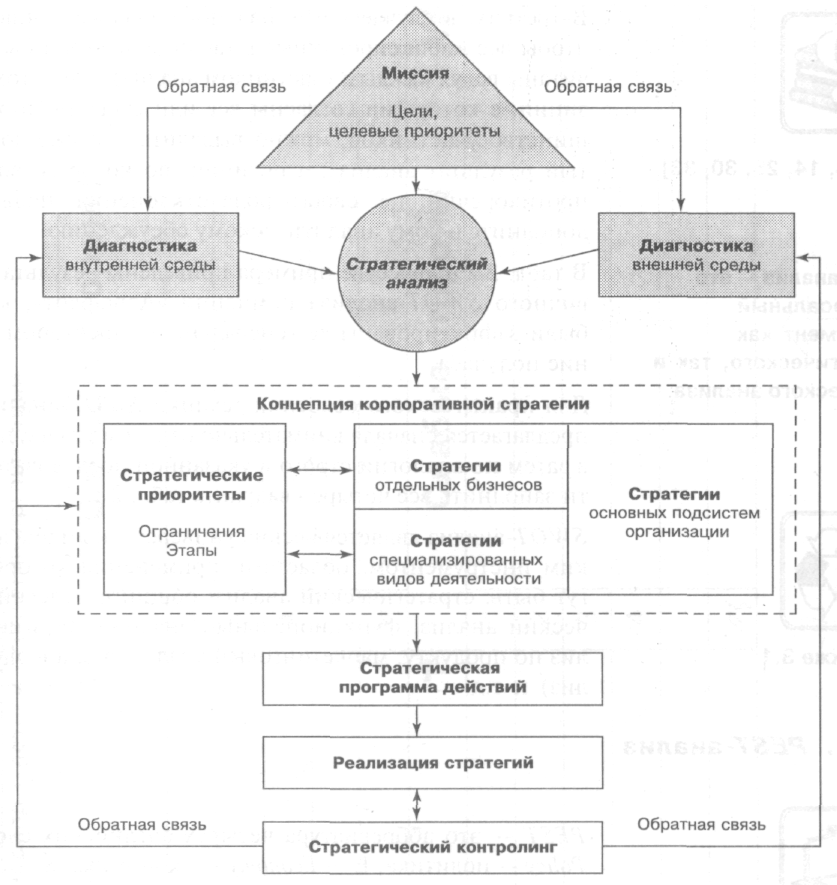 Миссия
Обратная связь
Обратная связь
Цели,
целевые приоритеты
Диагностика
внутренней среды
Стратегический
анализ
Диагностика
внешней среды
Концепция корпоративной стратегии
Стратегические
приоритеты
Ограничения
Этапы
Стратегии
отдельных бизнесов
Стратегии
специализированных
видов деятельности
Стратегии
основных подсистем
организации
Стратегическая
программа действий
Реализация стратегий
Обратная связь
Обратная связь
Стратегический контролинг